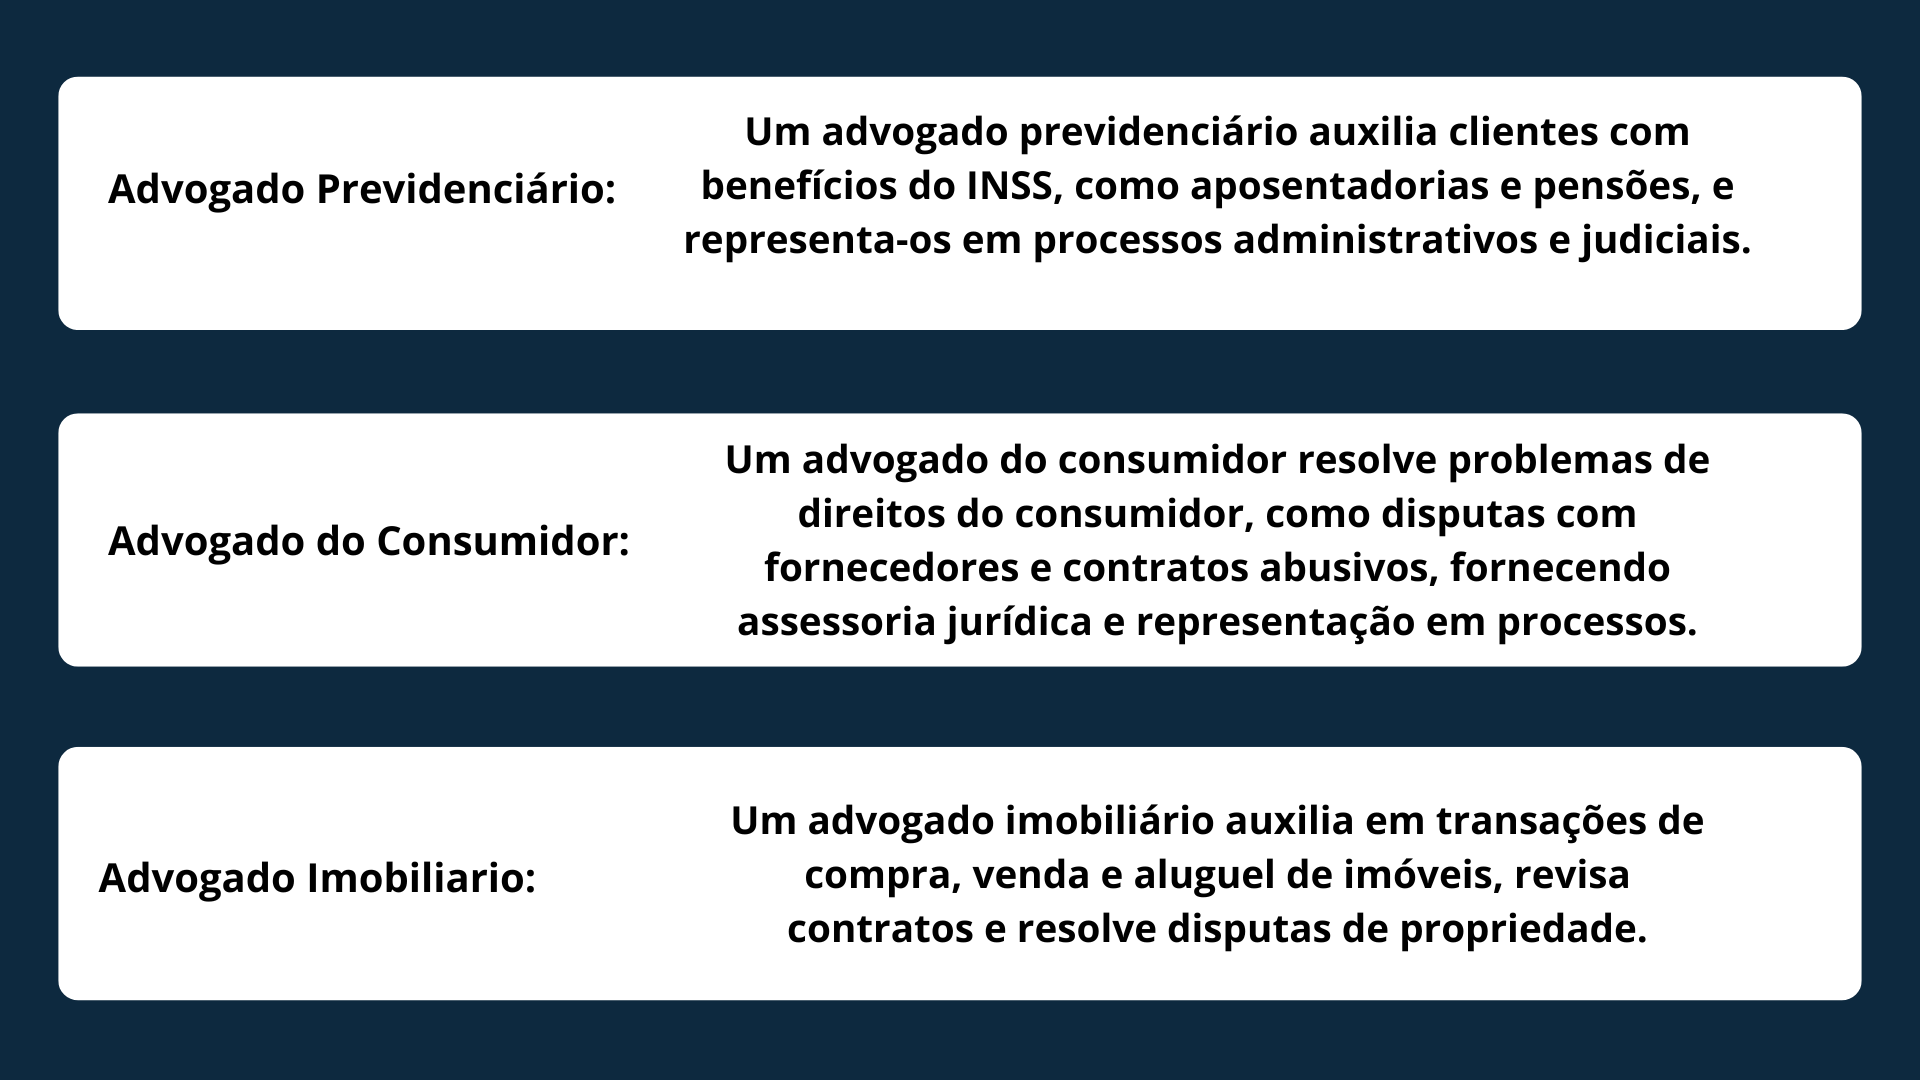 Advogado Previdenciário:
Um advogado previdenciário auxilia clientes com
benefícios do INSS, como aposentadorias e pensões, e
representa-os em processos administrativos e judiciais.
Advogado do Consumidor:
Um advogado do consumidor resolve problemas de
direitos do consumidor, como disputas com
fornecedores e contratos abusivos, fornecendo
assessoria jurídica e representação em processos.
Advogado Imobiliario:
Um advogado imobiliário auxilia em transações de
compra, venda e aluguel de imóveis, revisa
contratos e resolve disputas de propriedade.